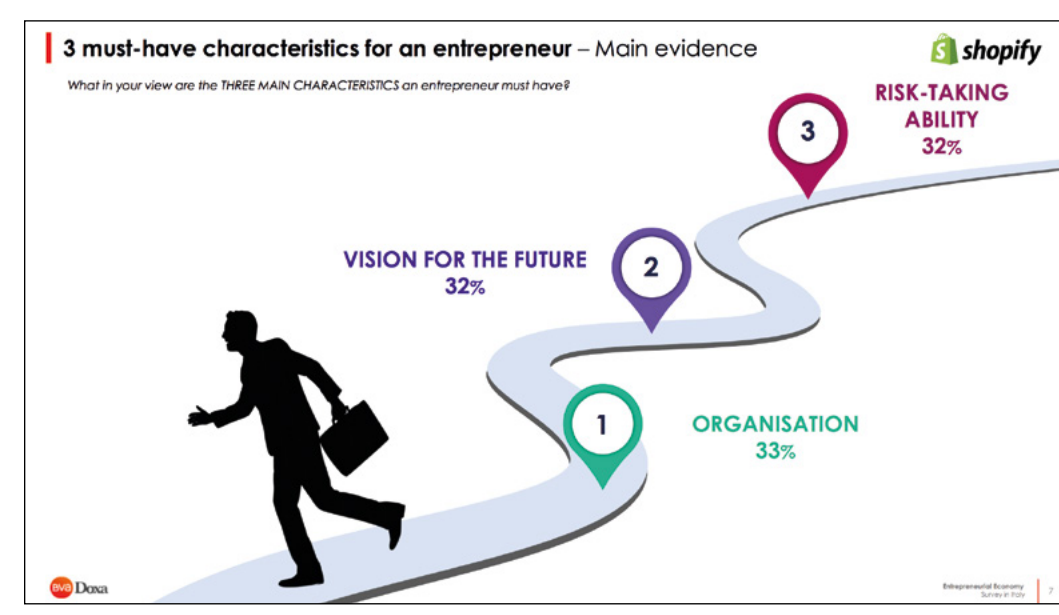 3 must-have characteristics for an entrepreneur – Main evidence
shopify
What in your view are the THREE MAIN CHARACTERISTICS an entrepreneur must have?
RISK-TAKING
ABILITY
32%
3
VISION FOR THE FUTURE
32%
2
1
ORGANISATION
33%
BVA Doxa
Entrepreneurial Economy
Survey in Italy
7